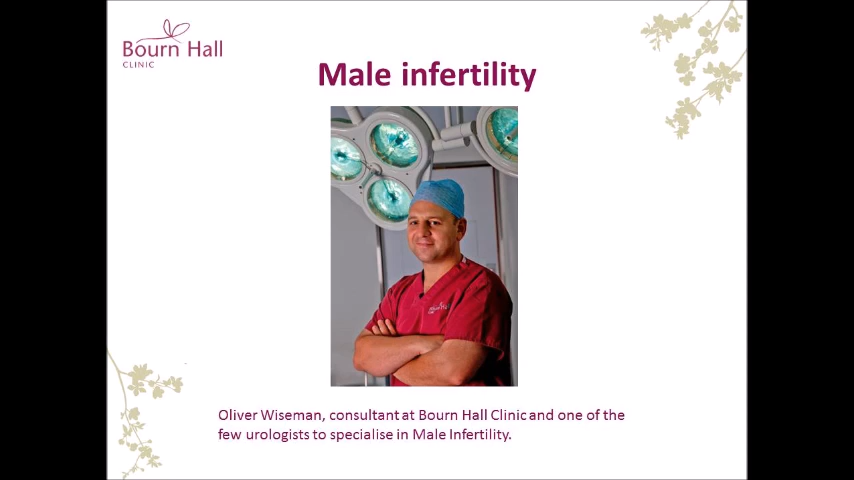 Bourn Hall
CLINIC
Male infertility
Oliver Wiseman, consultant at Bourn Hall Clinic and one of the
few urologists to specialise in Male Infertility.